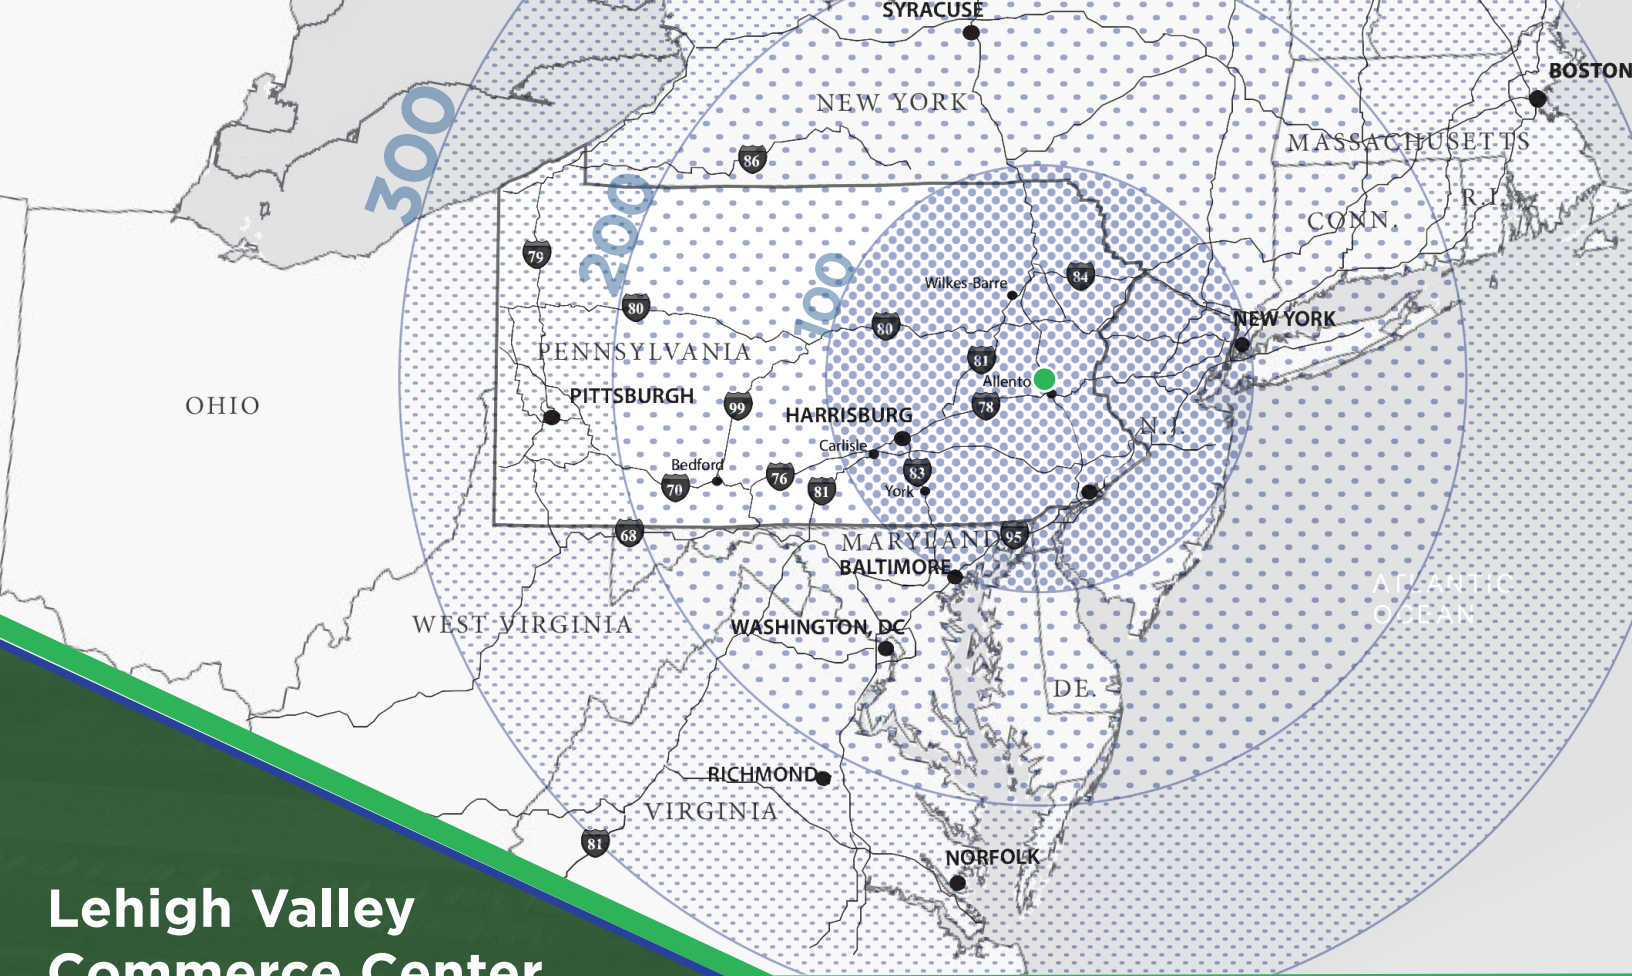 SYRACUSE
BOSTON
NEW YORK
MASSACHUSETTS
300
86
200
CONN.
R.I.
79
100
Wilkes-Barre
84
80
80
NEW YORK
PENNSYLVANIA
81
Allento
PITTSBURGH
OHIO
99
78
HARRISBURG
N.J.
Carlisle
Bedford
76
83
70
81
York
68
95
MARYLAND
BALTIMORE
ATLANTIC
OCEAN
WEST VIRGINIA
WASHINGTON, DC
DE.
RICHMOND
VIRGINIA
81
NORFOLK
Lehigh Valley
Commerce Center